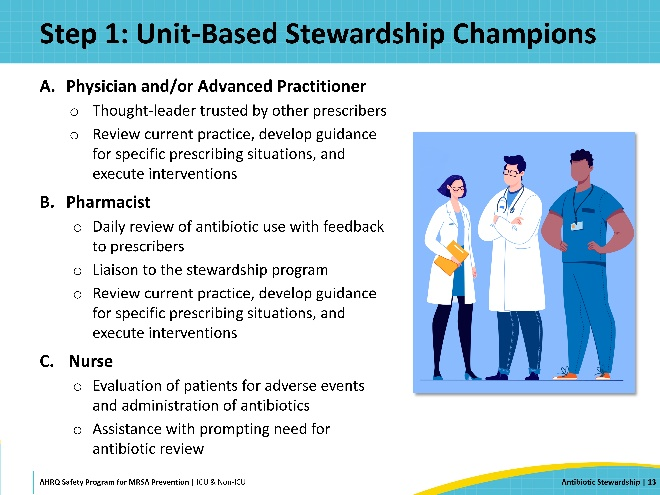 Step 1: Unit-Based Stewardship Champions
A. Physician and/or Advanced Practitioner
o Thought-leader trusted by other prescribers
o Review current practice, develop guidance
for specific prescribing situations, and
execute interventions
B. Pharmacist
o Daily review of antibiotic use with feedback
to prescribers
o Liaison to the stewardship program
o Review current practice, develop guidance
for specific prescribing situations, and
execute interventions
C. Nurse
o Evaluation of patients for adverse events
and administration of antibiotics
o Assistance with prompting need for
antibiotic review
AHRQ Safety Program for MRSA Prevention | ICU & Non-ICU
Antibiotic Stewardship | 13